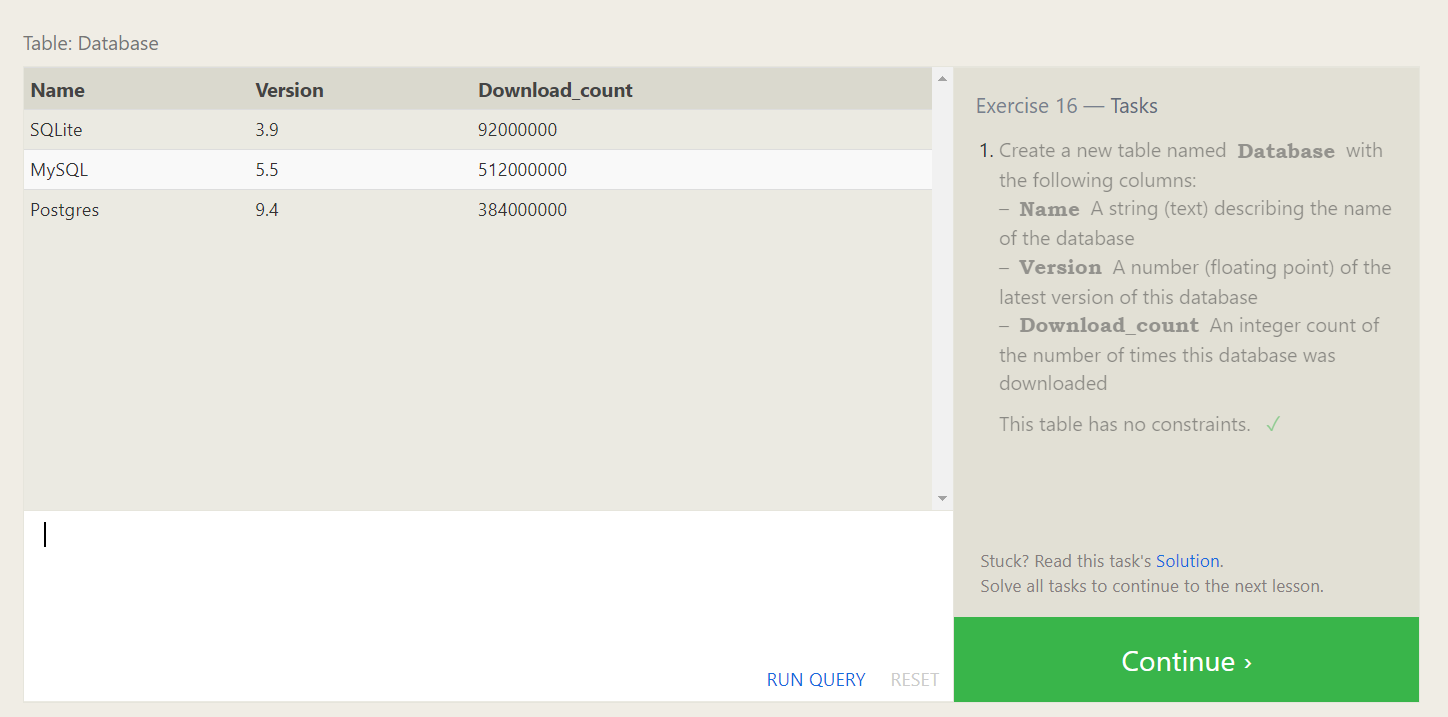 Table: Database
Name Version Download_count
SQLite 3.9 92000000
MySQL 5.5 512000000
Postgres 9.4 384000000
RUN QUERY RESET
Exercise 16 — Tasks
1. Create a new table named Database with
the following columns:
– Name A string (text) describing the name
of the database
– Version A number (floating point) of the
latest version of this database
– Download_count An integer count of
the number of times this database was
downloaded
This table has no constraints. ✓
Stuck? Read this task's Solution.
Solve all tasks to continue to the next lesson.
Continue ›